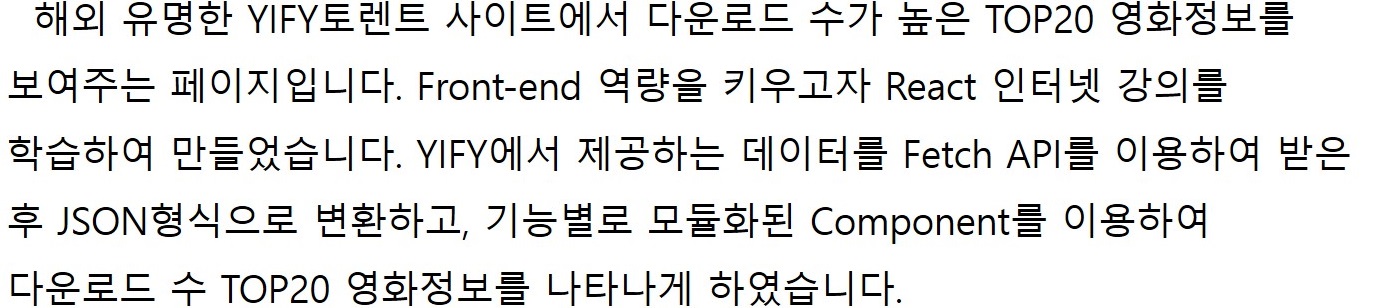 해외 유명한 YIFY토렌트 사이트에서 다운로드 수가 높은 TOP20 영화정보를
보여주는 페이지입니다. Front-end 역량을 키우고자 React 인터넷 강의를
학습하여 만들었습니다. YIFY에서 제공하는 데이터를 Fetch API를 이용하여 받은
후 JSON형식으로 변환하고, 기능별로 모듈화된 Component를 이용하여
다운로드 수 TOP20 영화정보를 나타나게 하였습니다.